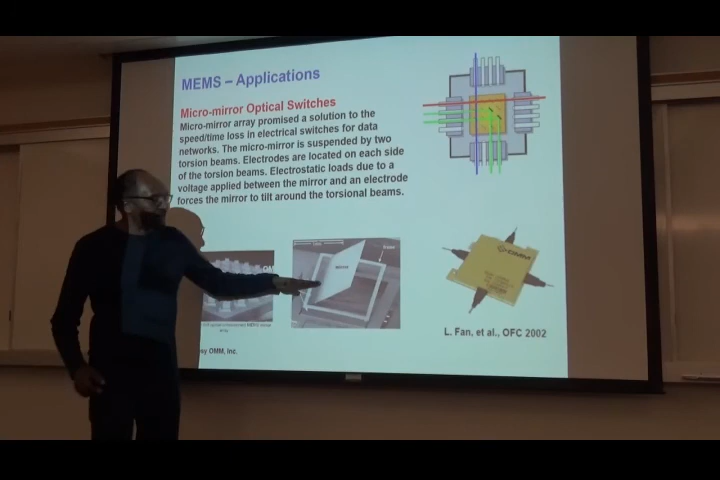 MEMS – Applications
Micro-mirror Optical Switches
Micro-mirror array promised a solution to the
speed/time loss in electrical switches for data
networks. The micro-mirror is suspended by two
torsion beams. Electrodes are located on each side
of the torsion beams. Electrostatic loads due to a
voltage applied between the mirror and an electrode
forces the mirror to tilt around the torsional beams.
OMM
L. Fan, et al., OFC 2002
OMM, Inc.